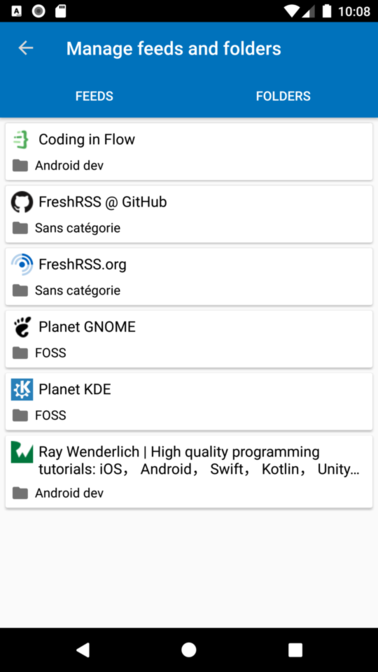 10:08
Manage feeds and folders
FEEDS
FOLDERS
Coding in Flow
Android dev
FreshRSS @ GitHub
Sans catégorie
FreshRSS.org
Sans catégorie
Planet GNOME
FOSS
Planet KDE
FOSS
Ray Wenderlich | High quality programming
tutorials: iOS， Android， Swift， Kotlin， Unity…
Android dev